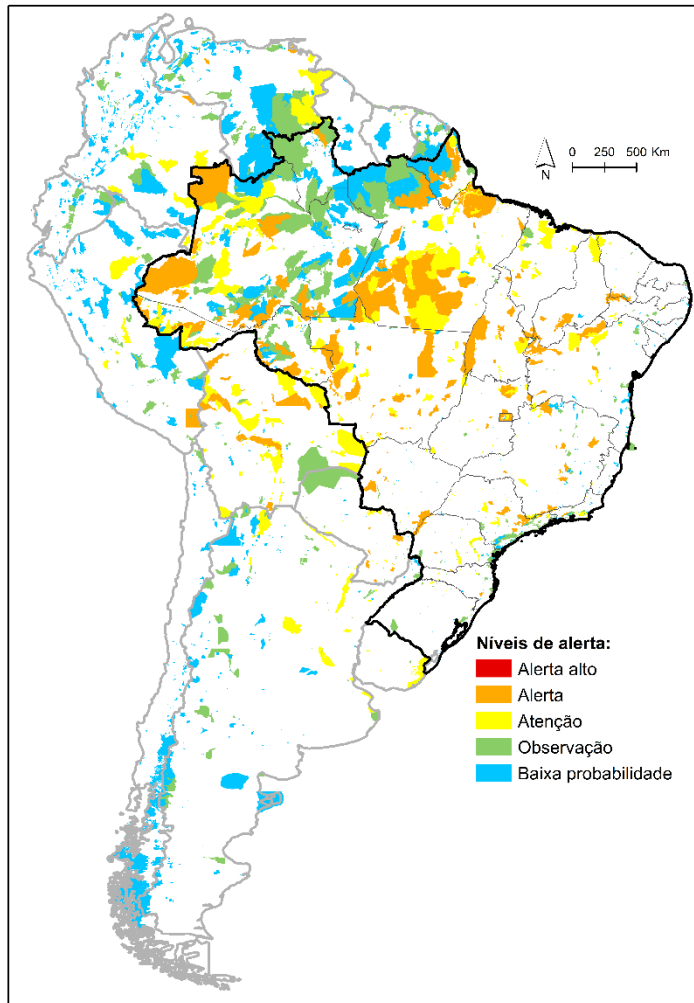 N
0 250 500 Km
Níveis de alerta:
Alerta alto
Alerta
Atenção
Observação
Baixa probabilidade